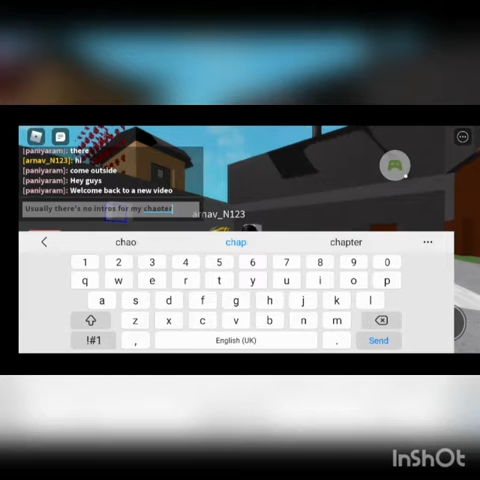 [paniyaram]: there
[arnav_N123]: hi
[paniyaram]: come outside
[paniyaram]: Hey guys
[paniyaram]: Welcome back to a new video
Usually there's no intros for my chaoter
arnav_N123
chao chap chapter
1 2 3 4 5 6 7 8 9 0
q w e r t y u i o p
a s d f g h j k l
z x c v b n m
!#1 , English (UK) . Send
InShOt